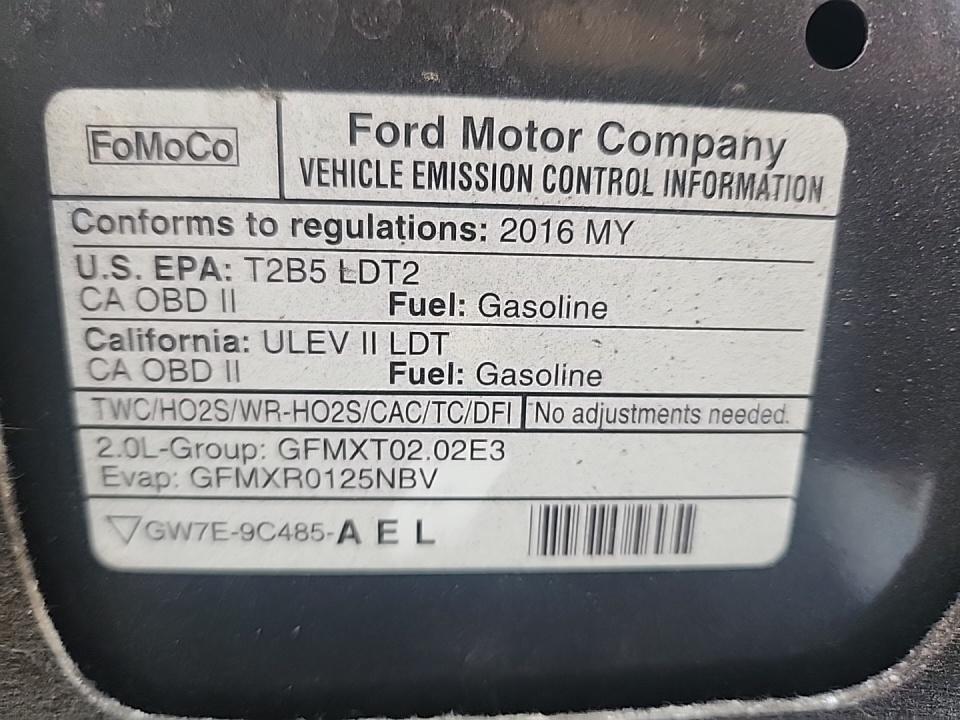 FoMoCo
Ford Motor Company
VEHICLE EMISSION CONTROL INFORMATION
Conforms to regulations: 2016 MY
U.S. EPA: T2B5 LDT2
CA OBD II Fuel: Gasoline
California: ULEV II LDT
CA OBD II Fuel: Gasoline
TWC/HO2S/WR-HO2S/CAC/TC/DFI No adjustments needed.
2.0L-Group: GFMXT02.02E3
Evap: GFMXR0125NBV
GW7E-9C485-A E L